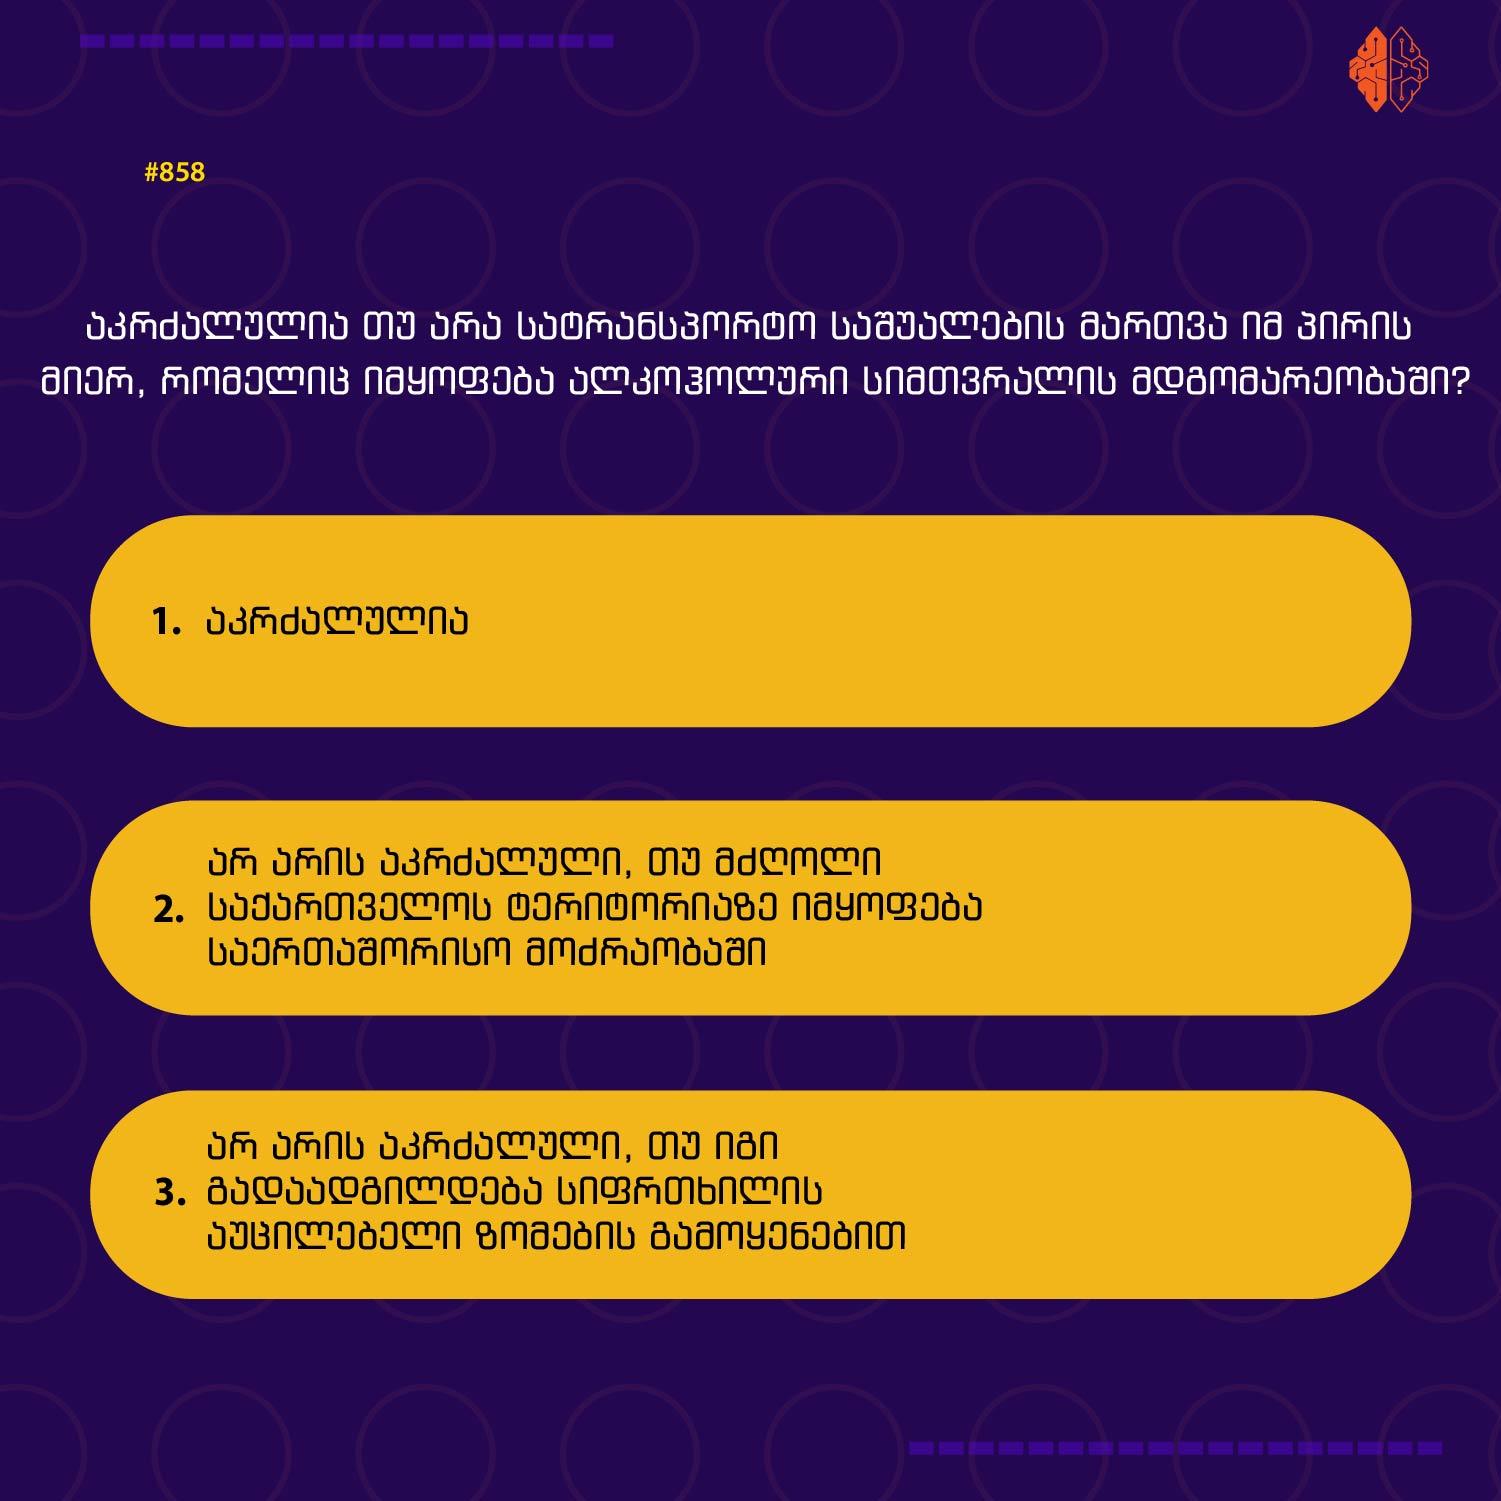 #858
აკრძალულია თუ არა სატრანსპორტო საშუალების მართვა იმ პირის
მიერ, რომელიც იმყოფება ალკოჰოლური სიმთვრალის მდგომარეობაში?
1. აკრძალულია
არ არის აკრძალული, თუ მძღოლი
2. საქართველოს ტერიტორიაზე იმყოფება
საერთაშორისო მოძრაობაში
არ არის აკრძალული, თუ იგი
3. გადაადგილდება სიფრთხილის
აუცილებელი ზომების გამოყენებით